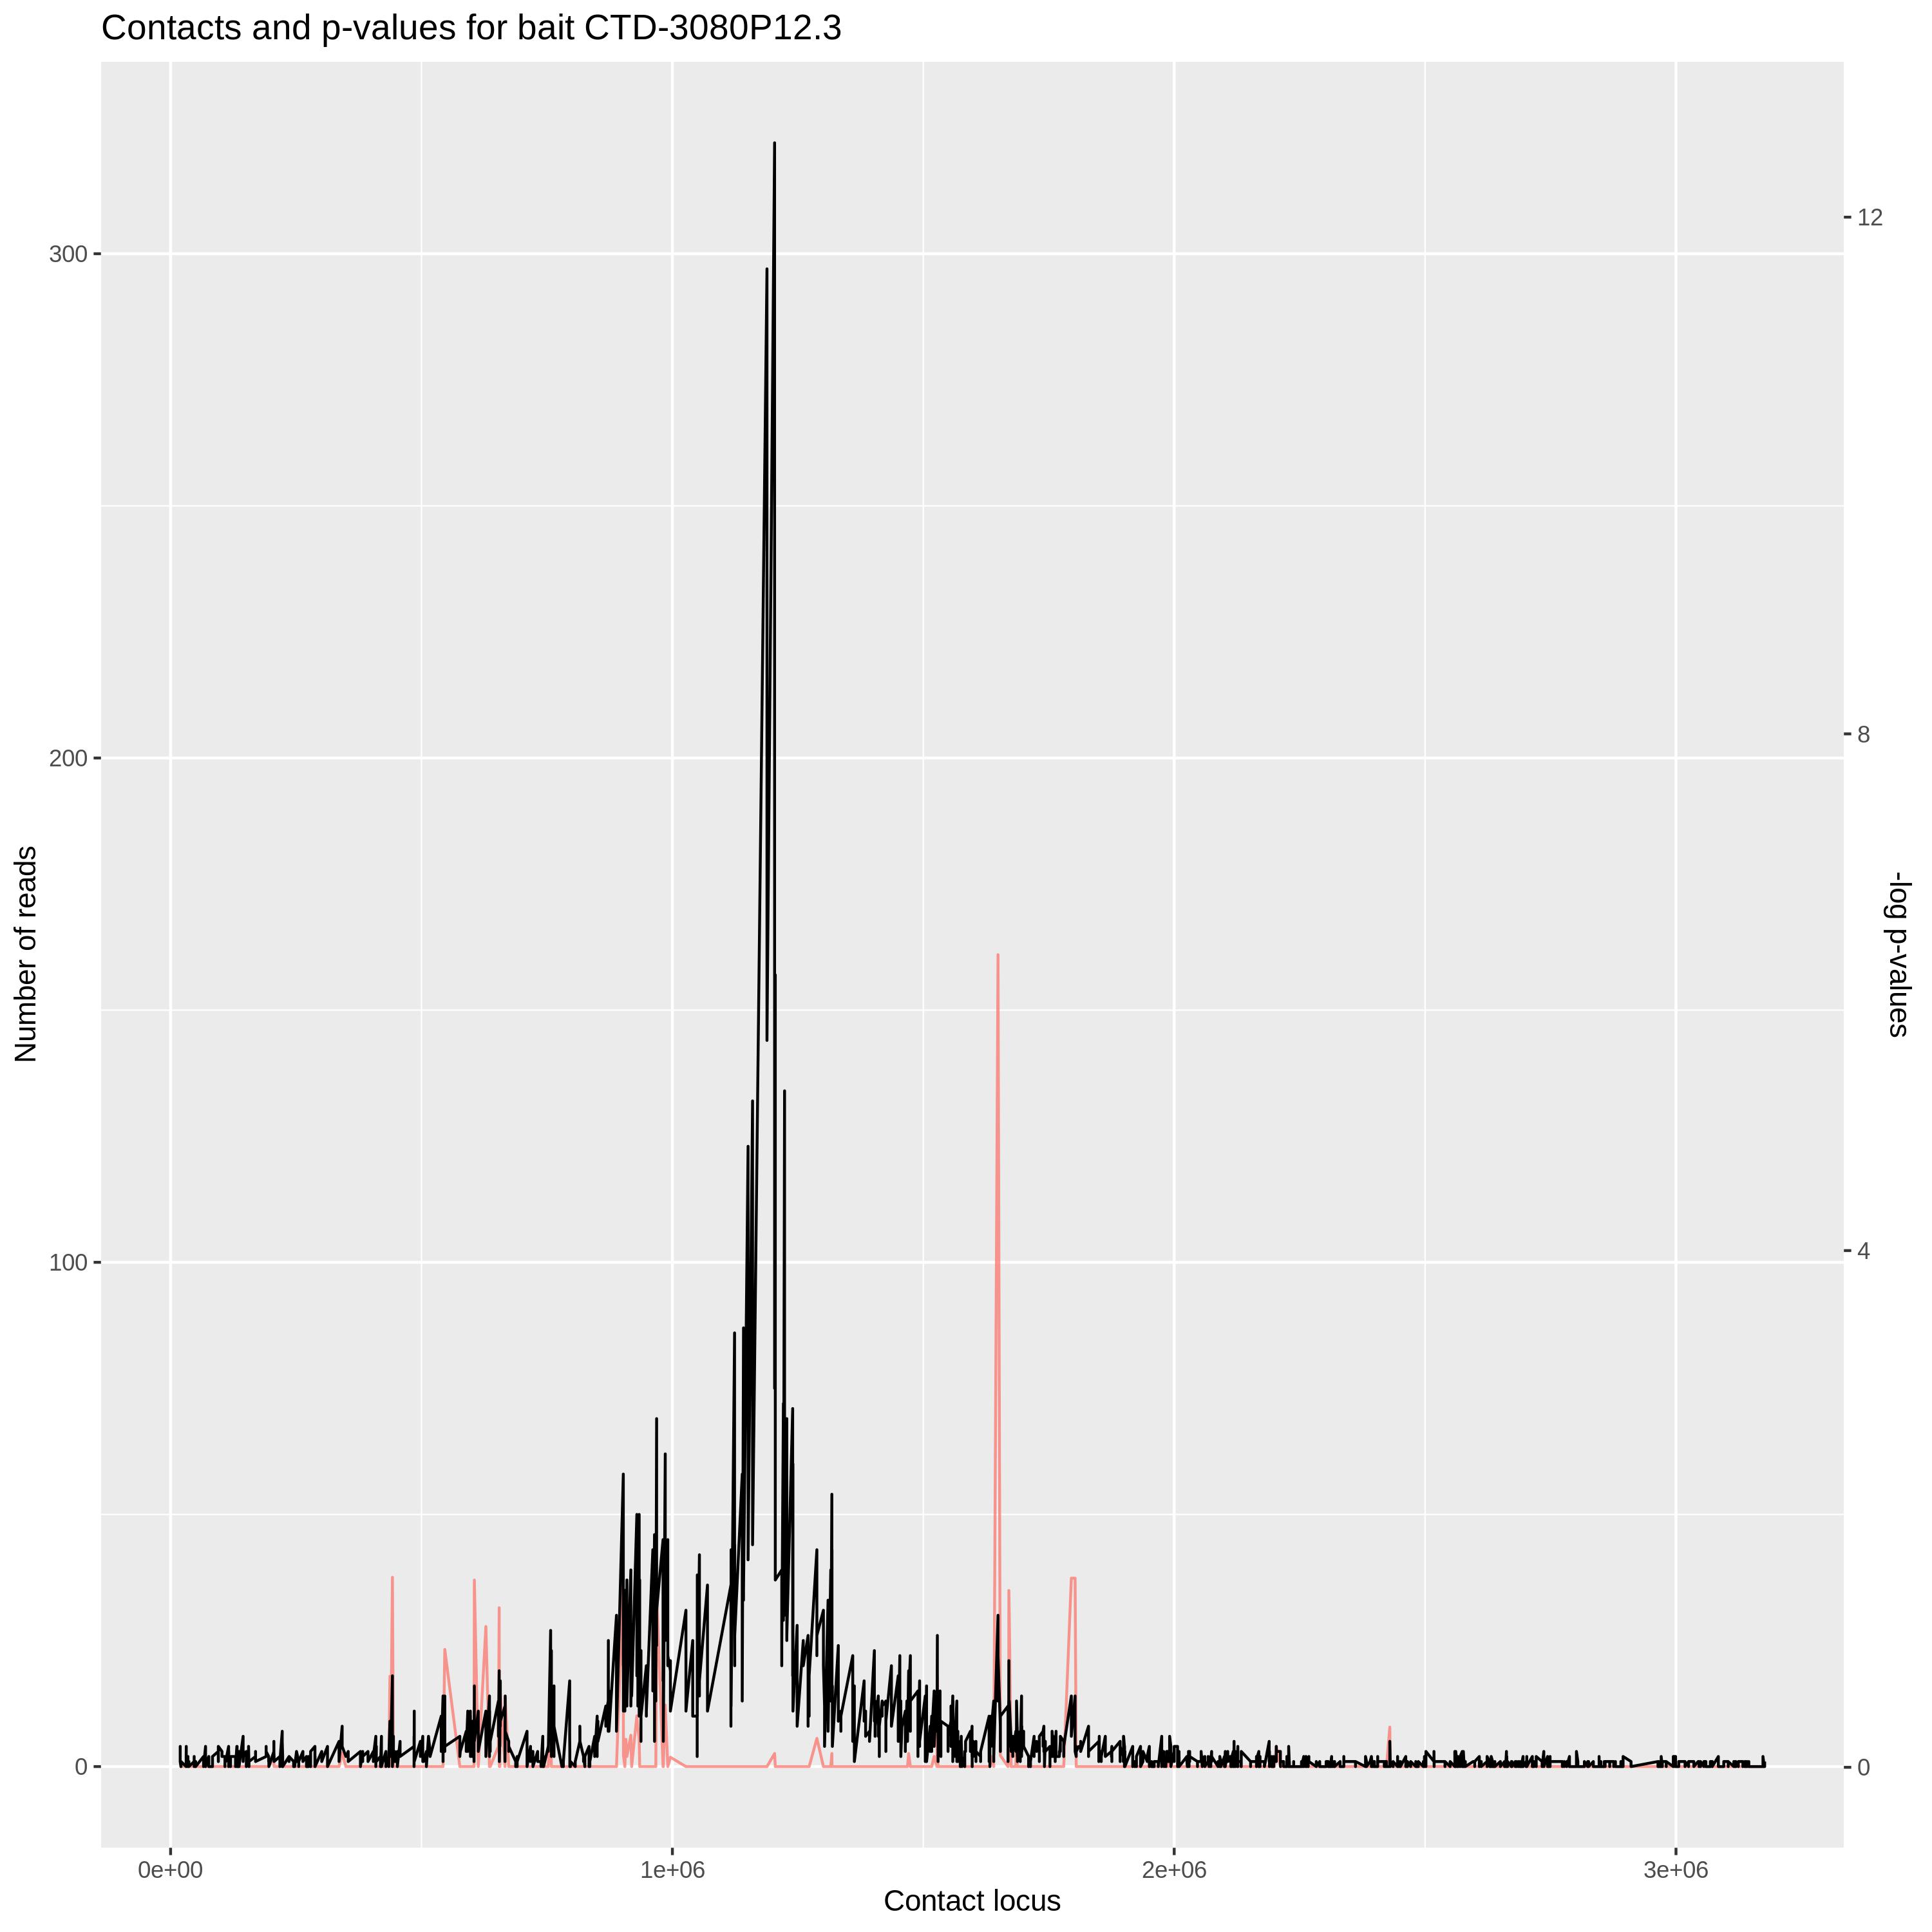 Contacts and p-values for bait CTD-3080P12.3
300
200
100
0
12
8
4
0
Number of reads
-log p-values
0e+00
1e+06
2e+06
3e+06
Contact locus